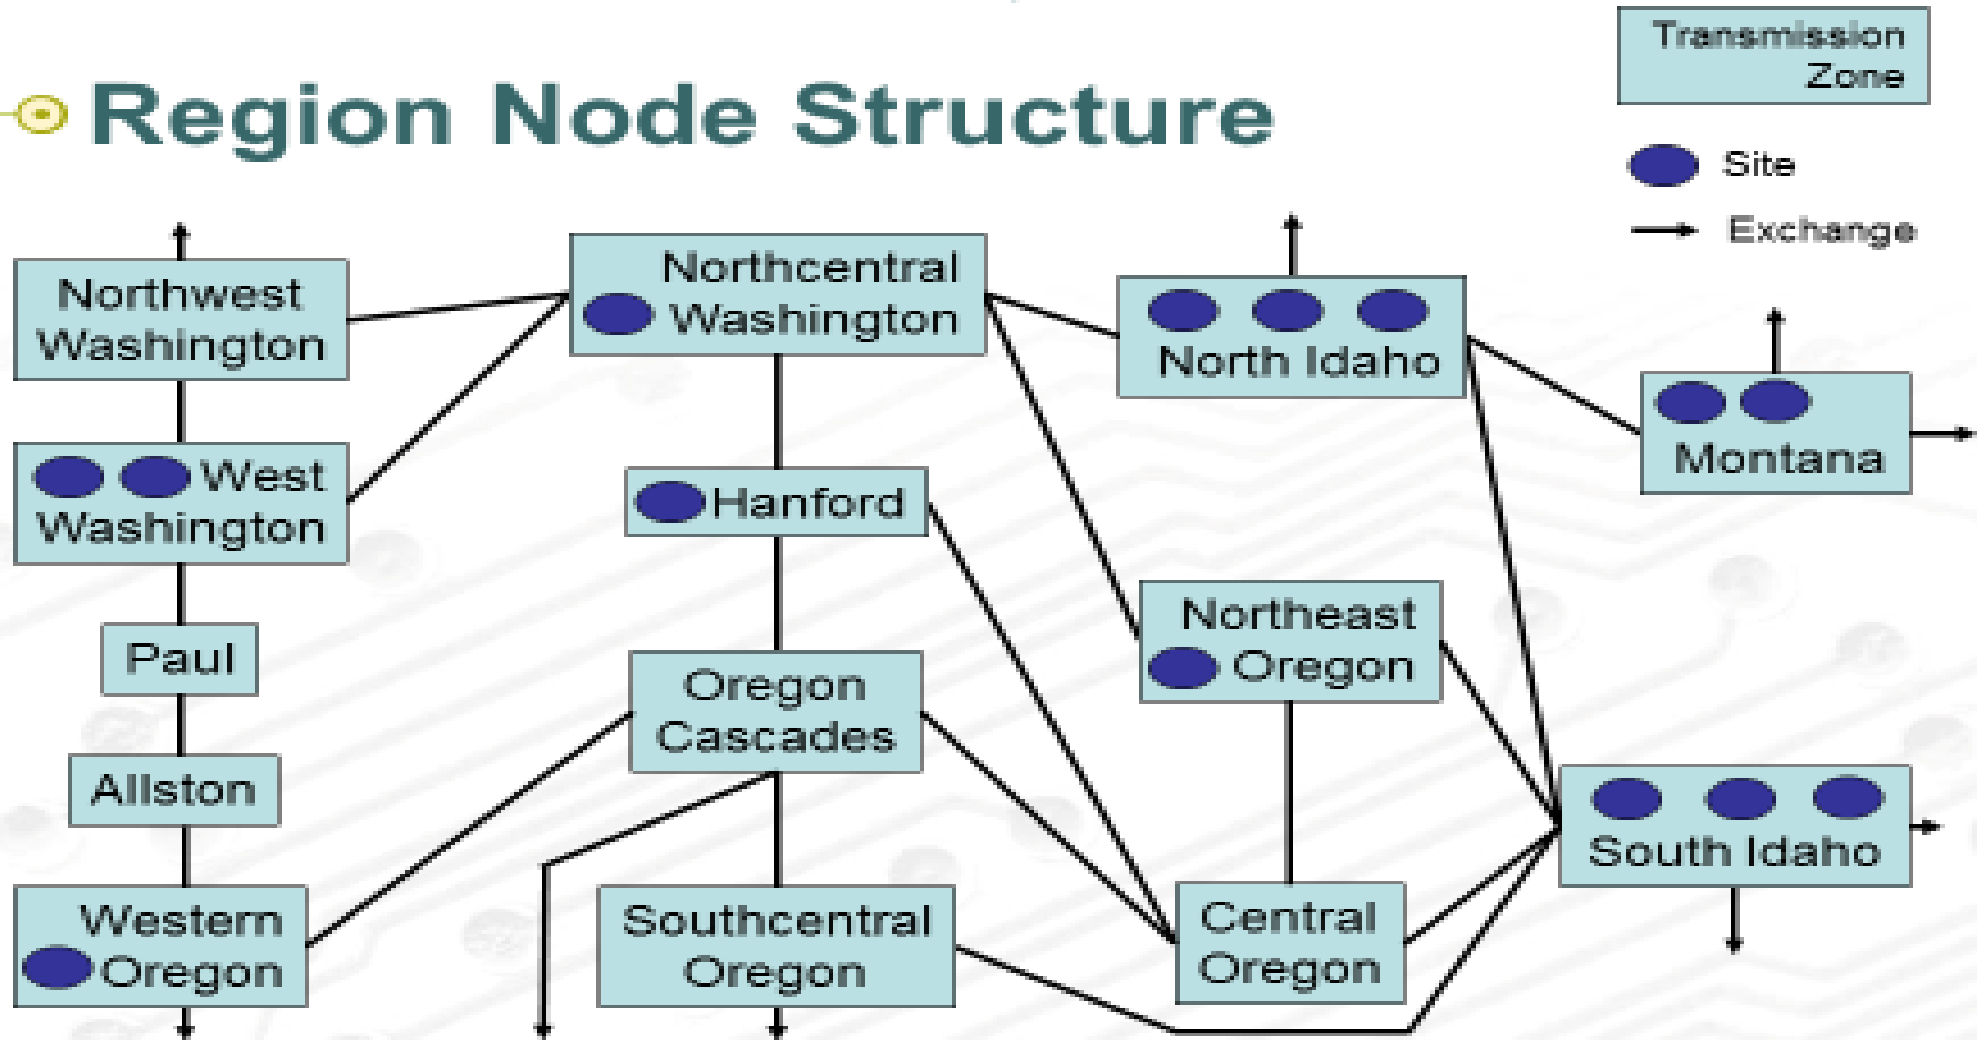 Region Node Structure
Transmission
Zone
Site
Exchange
Northwest
Washington
Northcentral
Washington
North Idaho
Montana
West
Washington
Hanford
Northeast
Oregon
Paul
Oregon
Cascades
Allston
South Idaho
Western
Oregon
Southcentral
Oregon
Central
Oregon